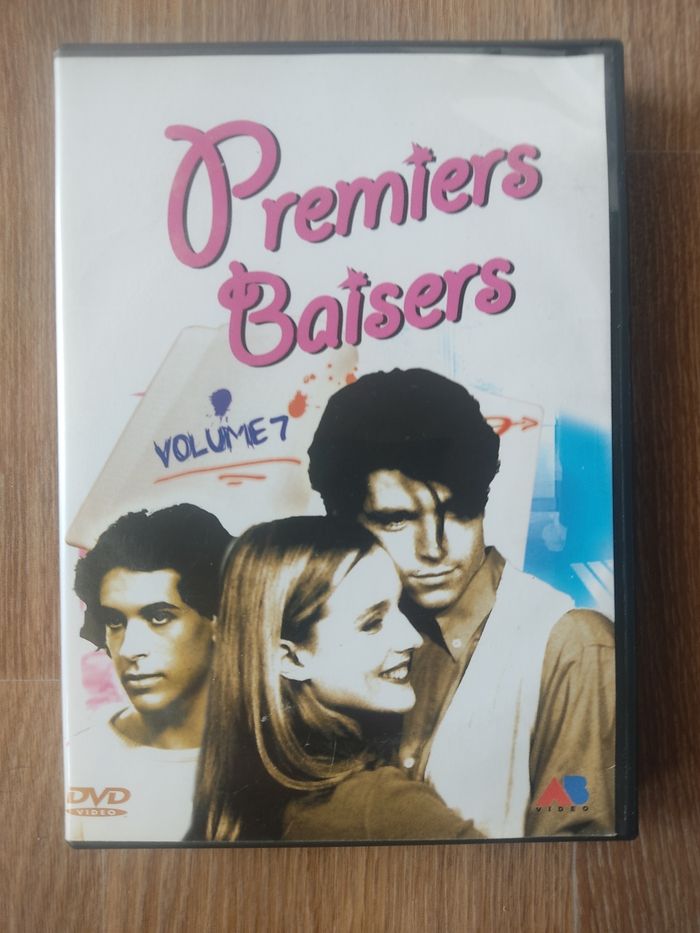 Premiers
Baisers
VOLUME 7
DVD
VIDEO
AB
VIDEO